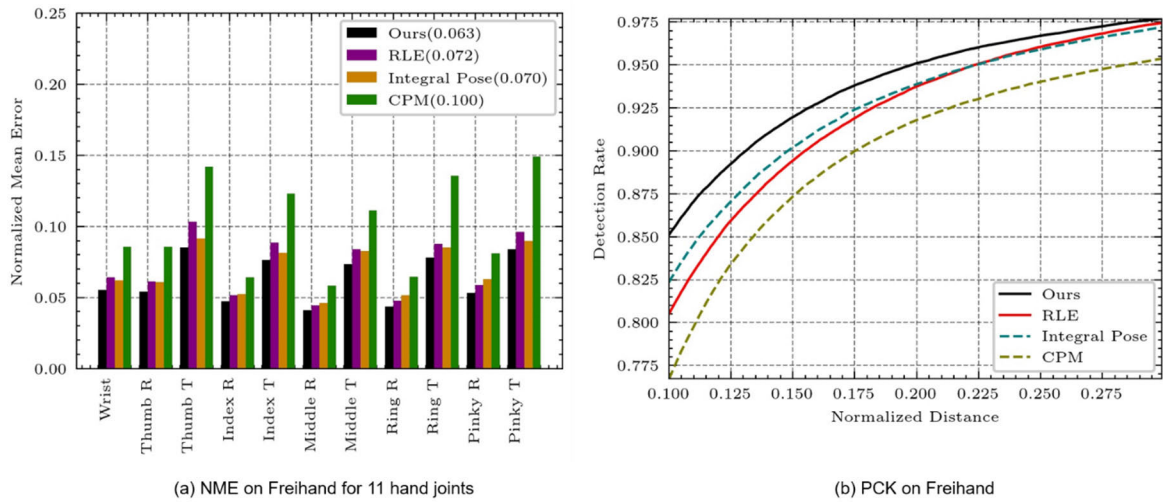 0.25
0.20
0.15
0.10
0.05
0.00
Normalized Mean Error
Ours(0.063)
RLE(0.072)
Integral Pose(0.070)
CPM(0.100)
Wrist
Thumb R
Thumb T
Index R
Index T
Middle R
Middle T
Ring R
Ring T
Pinky R
Pinky T
(a) NME on Freihand for 11 hand joints
0.975
0.950
0.925
0.900
0.875
0.850
0.825
0.800
0.775
Detection Rate
Ours
RLE
Integral Pose
CPM
0.100 0.125 0.150 0.175 0.200 0.225 0.250 0.275
Normalized Distance
(b) PCK on Freihand